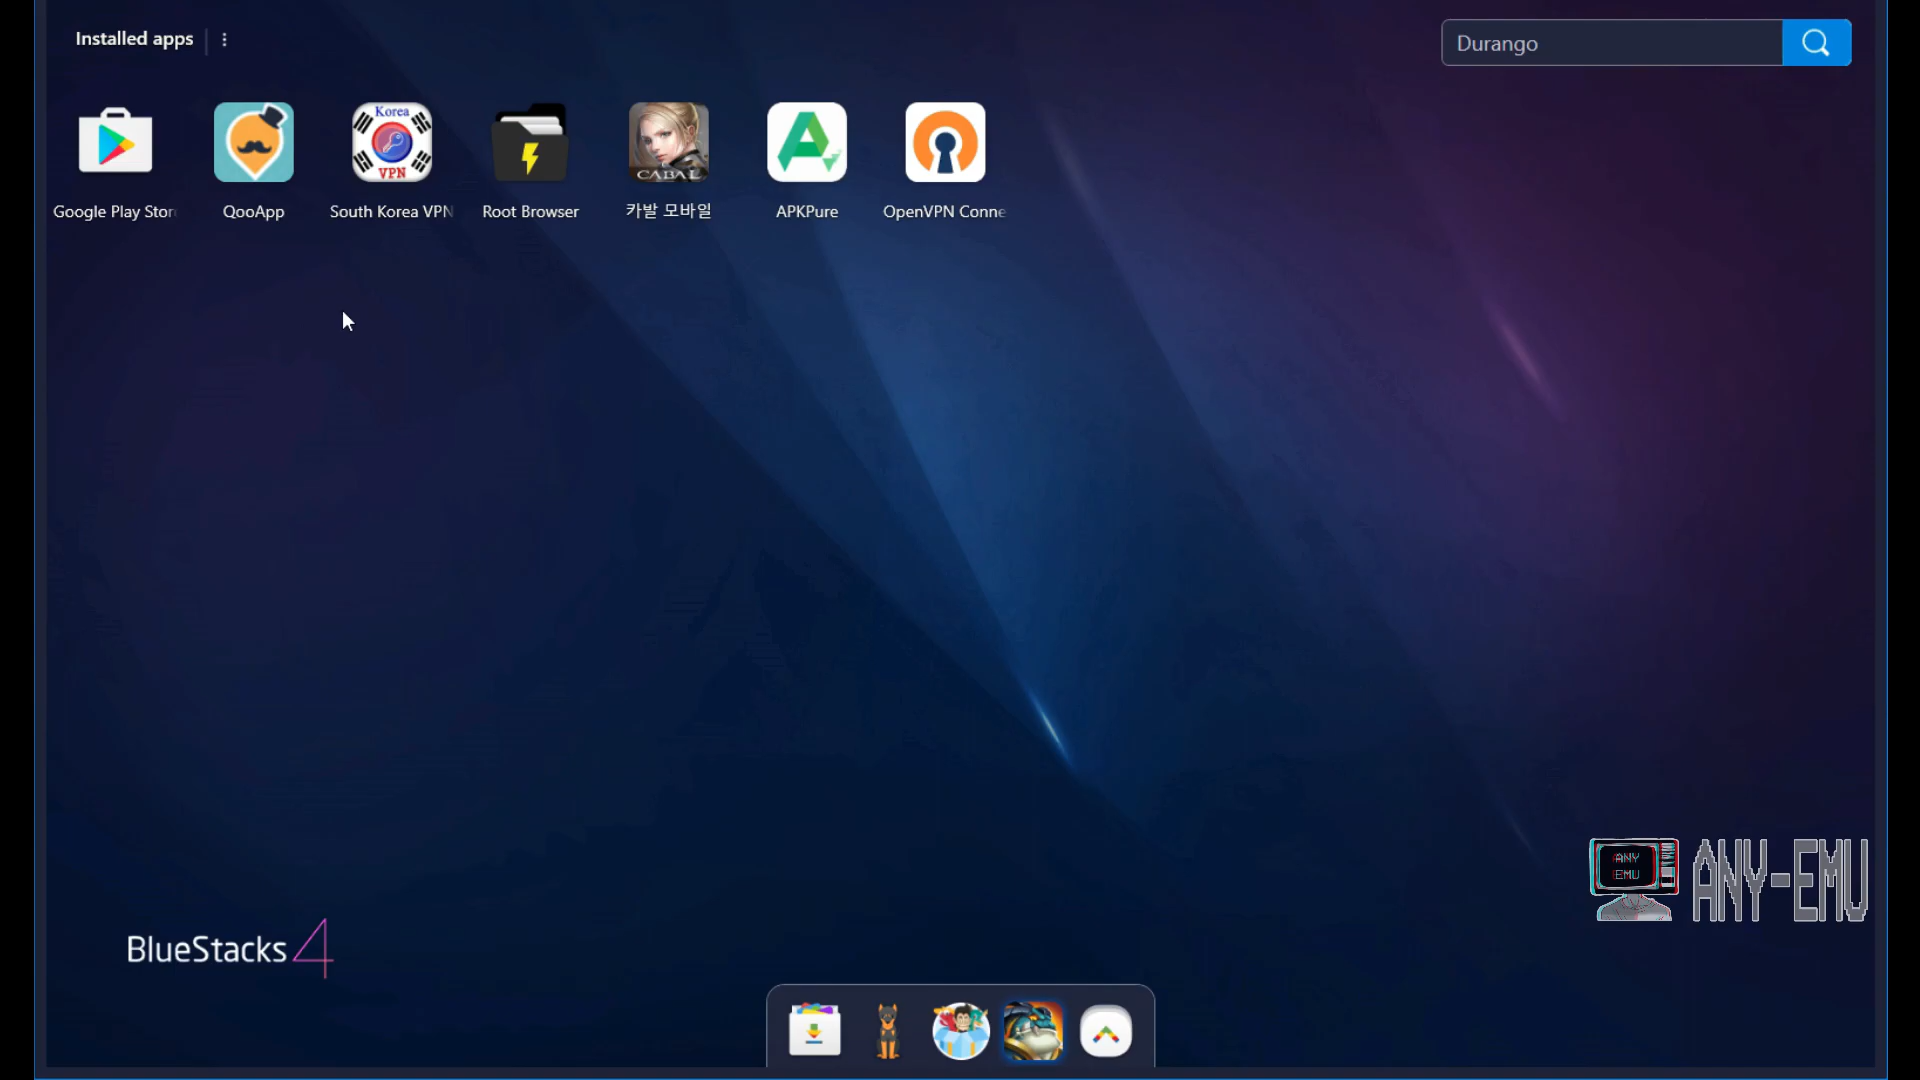 Installed apps
Durango
Korea
VPN
CABAL
Google Play Stor
QooApp
South Korea VPN
Root Browser
카발 모바일
APKPure
OpenVPN Conne
ANY
EMU
ANY-EMU
BlueStacks 4